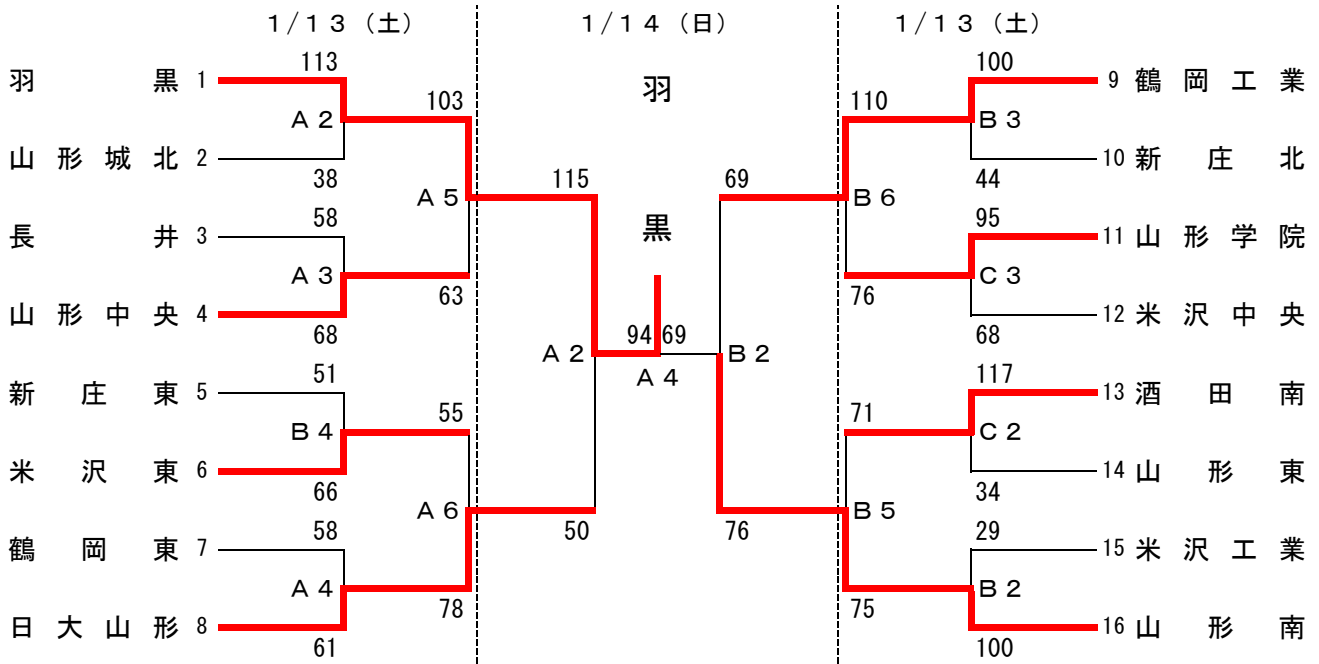 1/13（土） 1/14（日） 1/13（土）
113 100
羽黒 1 羽 9 鶴岡工業
103 110
A2 B3
山形城北 2 10 新庄北
38 115 69 44
A5 B6
58 黒 95
長井 3 11 山形学院
A3 C3
63 76
山形中央 4 12 米沢中央
68 94 69 68
A2 B2
A4
51 117
新庄東 5 13 酒田南
55 71
B4 C2
米沢東 6 14 山形東
66 34
A6 B5
58 50 76 29
鶴岡東 7 15 米沢工業
A4 B2
78 75
日大山形 8 16 山形南
61 100